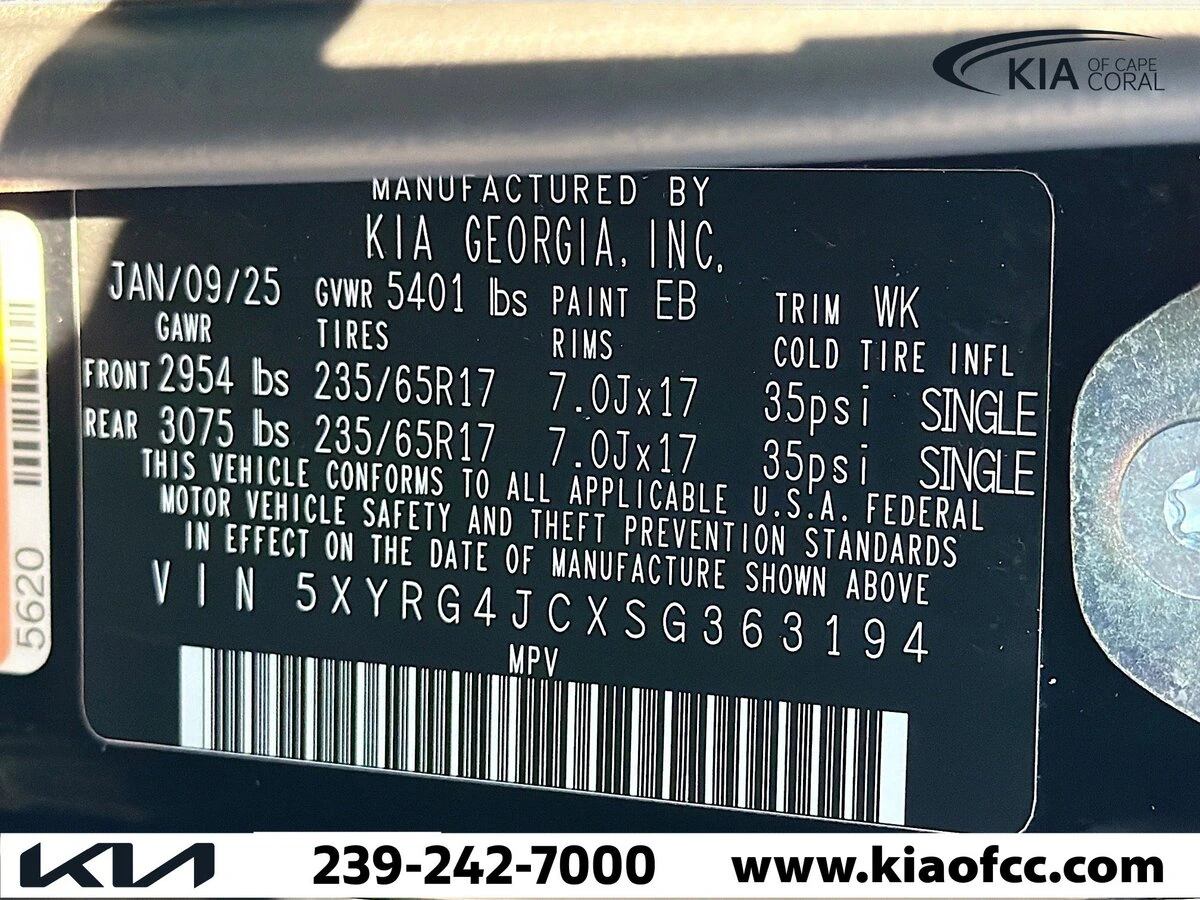 KIA OF CAPE CORAL
MANUFACTURED BY
KIA GEORGIA, INC.
JAN/09/25 GVWR 5401 lbs PAINT EB TRIM WK
GAWR TIRES RIMS COLD TIRE INFL
FRONT 2954 lbs 235/65R17 7.0Jx17 35psi SINGLE
REAR 3075 lbs 235/65R17 7.0Jx17 35psi SINGLE
THIS VEHICLE CONFORMS TO ALL APPLICABLE U.S.A. FEDERAL
MOTOR VEHICLE SAFETY AND THEFT PREVENTION STANDARDS
IN EFFECT ON THE DATE OF MANUFACTURE SHOWN ABOVE
VIN 5XYRG4JCXSG363194
MPV
5620
KIA 239-242-7000 www.kiaofcc.com